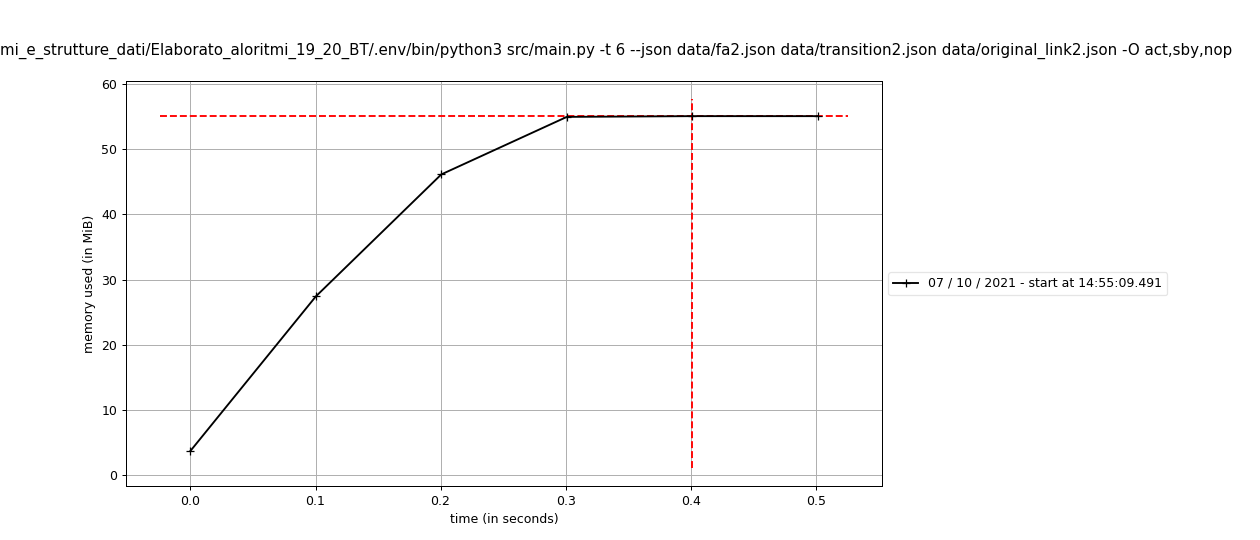 mi_e_strutture_dati/Elaborato_aloritmi_19_20_BT/.env/bin/python3 src/main.py -t 6 --json data/fa2.json data/transition2.json data/original_link2.json -O act,sby,nop
60
50
40
30
20
10
0
memory used (in MiB)
07 / 10 / 2021 - start at 14:55:09.491
0.0 0.1 0.2 0.3 0.4 0.5
time (in seconds)